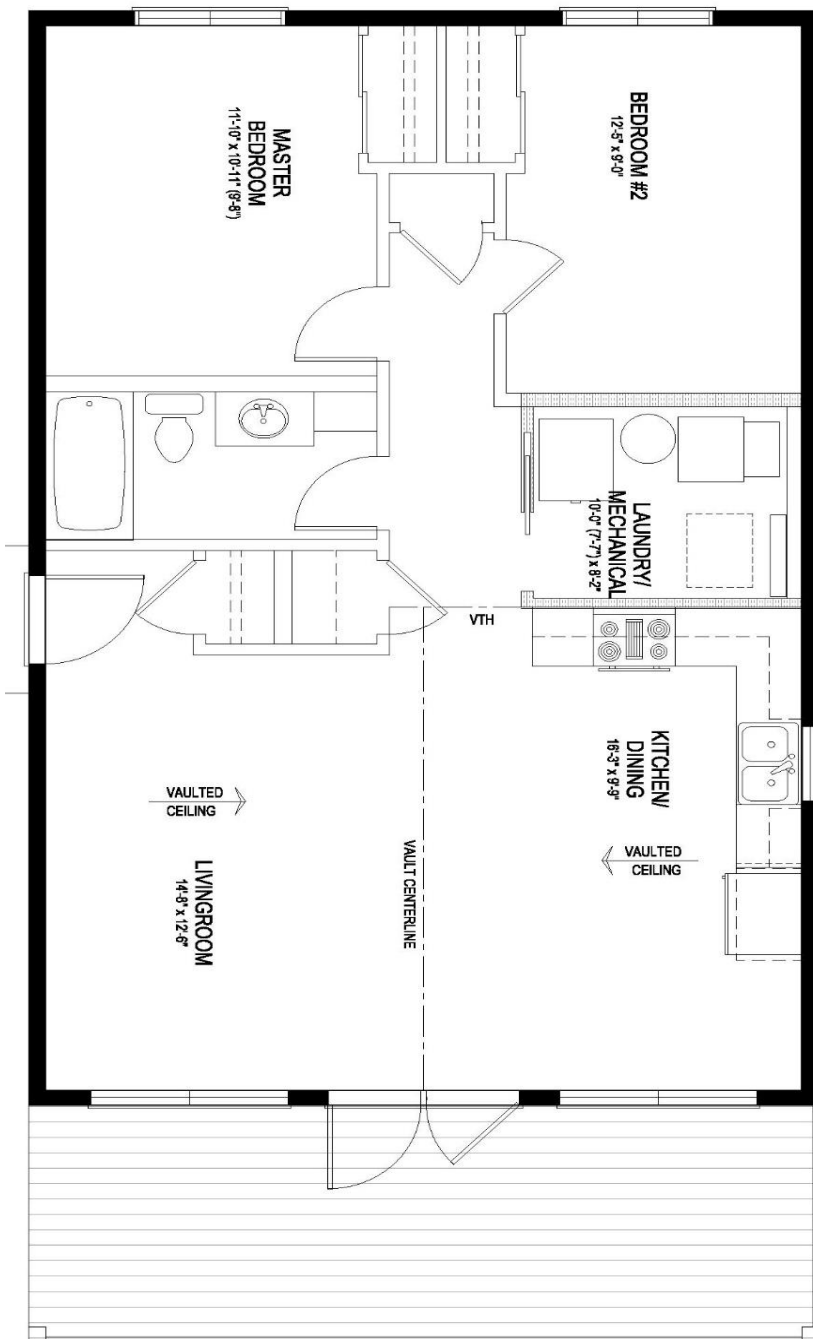 MASTER
BEDROOM
11'-10" x 10'-11" (9'-8")
BEDROOM #2
12'-5" x 9'-0"
LAUNDRY/
MECHANICAL
10'-0" (7'-7") x 8'-2"
VTH
KITCHEN/
DINING
16'-3" x 9'-9"
VAULTED
CEILING
VAULTED
CEILING
VAULT CENTERLINE
LIVINGROOM
14'-8" x 12'-6"